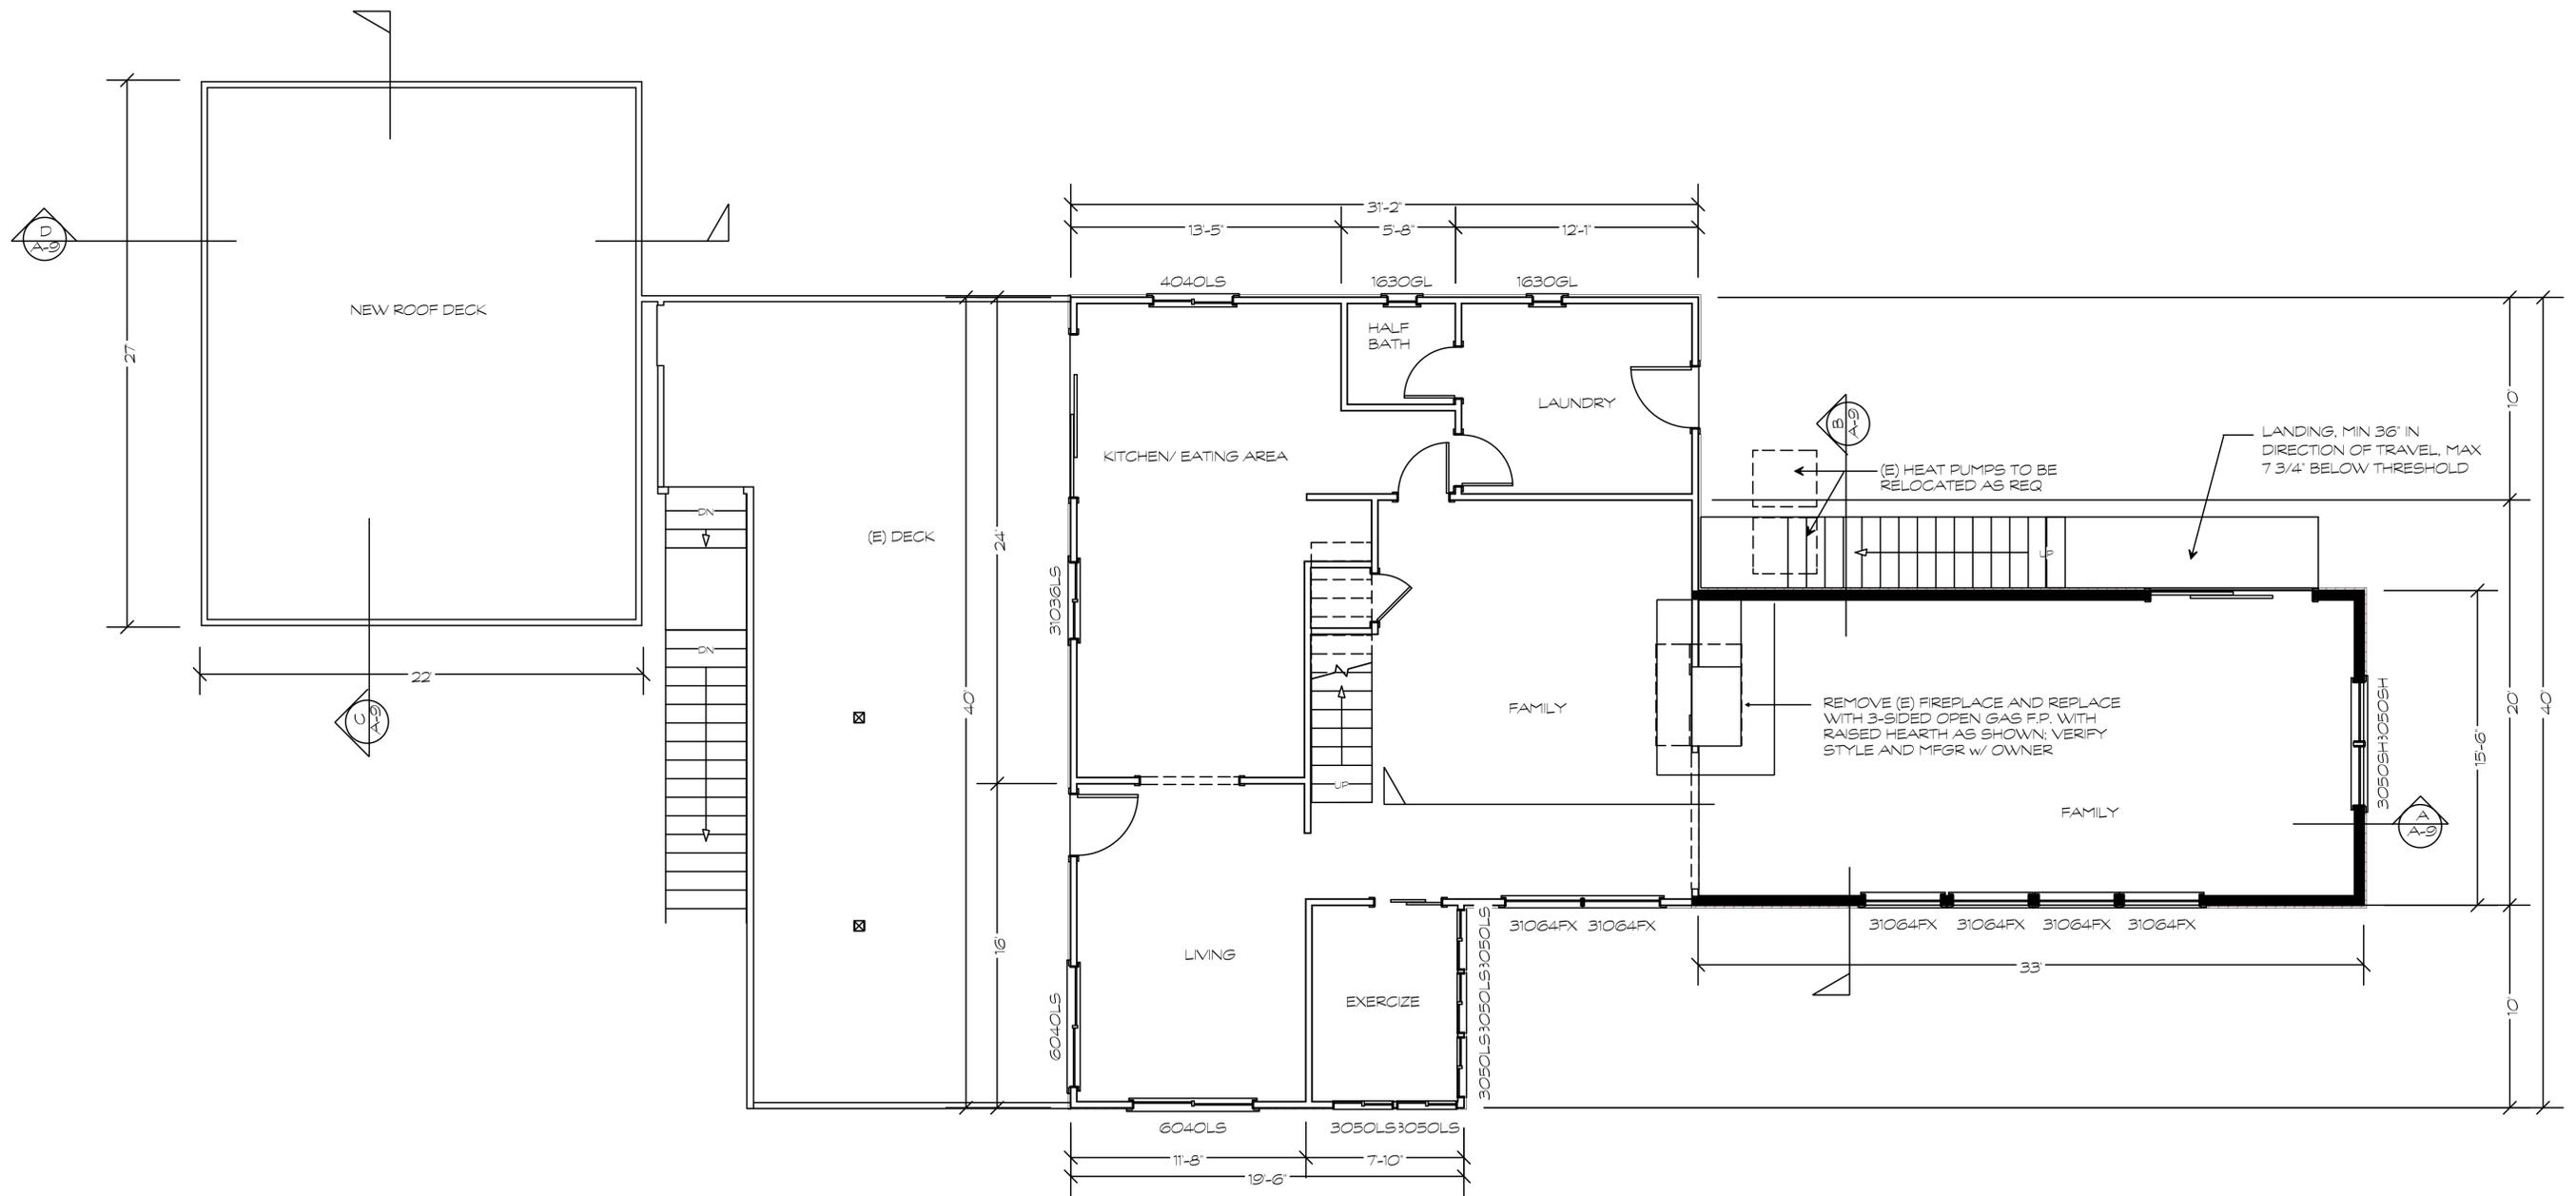 31'-2"
13'-5"
5'-8"
12'-1"
D
A-9
4040LS
1630GL
1630GL
NEW ROOF DECK
27'
HALF
BATH
LAUNDRY
10'
B
A-9
LANDING, MIN 36" IN
DIRECTION OF TRAVEL, MAX
7 3/4" BELOW THRESHOLD
KITCHEN/ EATING AREA
(E) HEAT PUMPS TO BE
RELOCATED AS REQ
DN
(E) DECK
24'
UP
31036LS
DN
22'
40'
C
A-9
FAMILY
REMOVE (E) FIREPLACE AND REPLACE
WITH 3-SIDED OPEN GAS F.P. WITH
RAISED HEARTH AS SHOWN; VERIFY
STYLE AND MFGR w/ OWNER
3050SH3050SH
15'-6"
20'
40'
UP
FAMILY
A
A-9
31064FX 31064FX
31064FX 31064FX 31064FX 31064FX
16'
LIVING
33'
EXERCIZE
3050LS3050LS3050LS
6040LS
10'
6040LS
3050LS3050LS
11'-8"
7'-10"
19'-6"